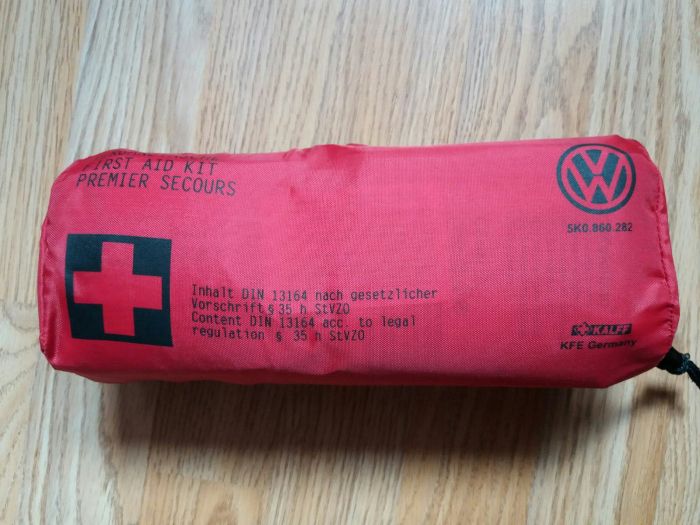 FIRST AID KIT
PREMIER SECOURS
VW
5K0.860.282
Inhalt DIN 13164 nach gesetzlicher
Vorschrift § 35 h StVZO
Content DIN 13164 acc. to legal
regulation § 35 h StVZO
KALFF
KFE Germany